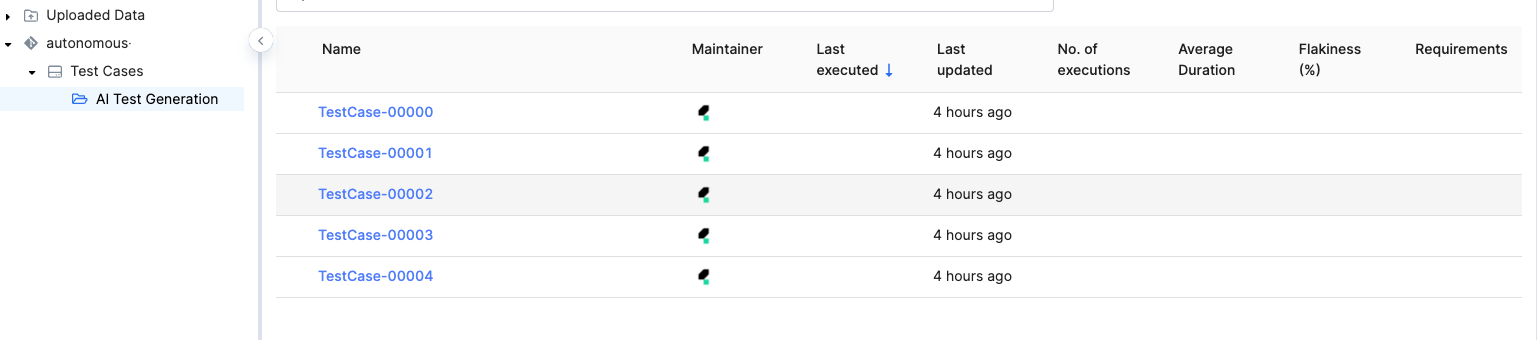 Uploaded Data
autonomous·
Test Cases
AI Test Generation
Name Maintainer Last executed ↓ Last updated No. of executions Average Duration Flakiness (%) Requirements
TestCase-00000 4 hours ago
TestCase-00001 4 hours ago
TestCase-00002 4 hours ago
TestCase-00003 4 hours ago
TestCase-00004 4 hours ago